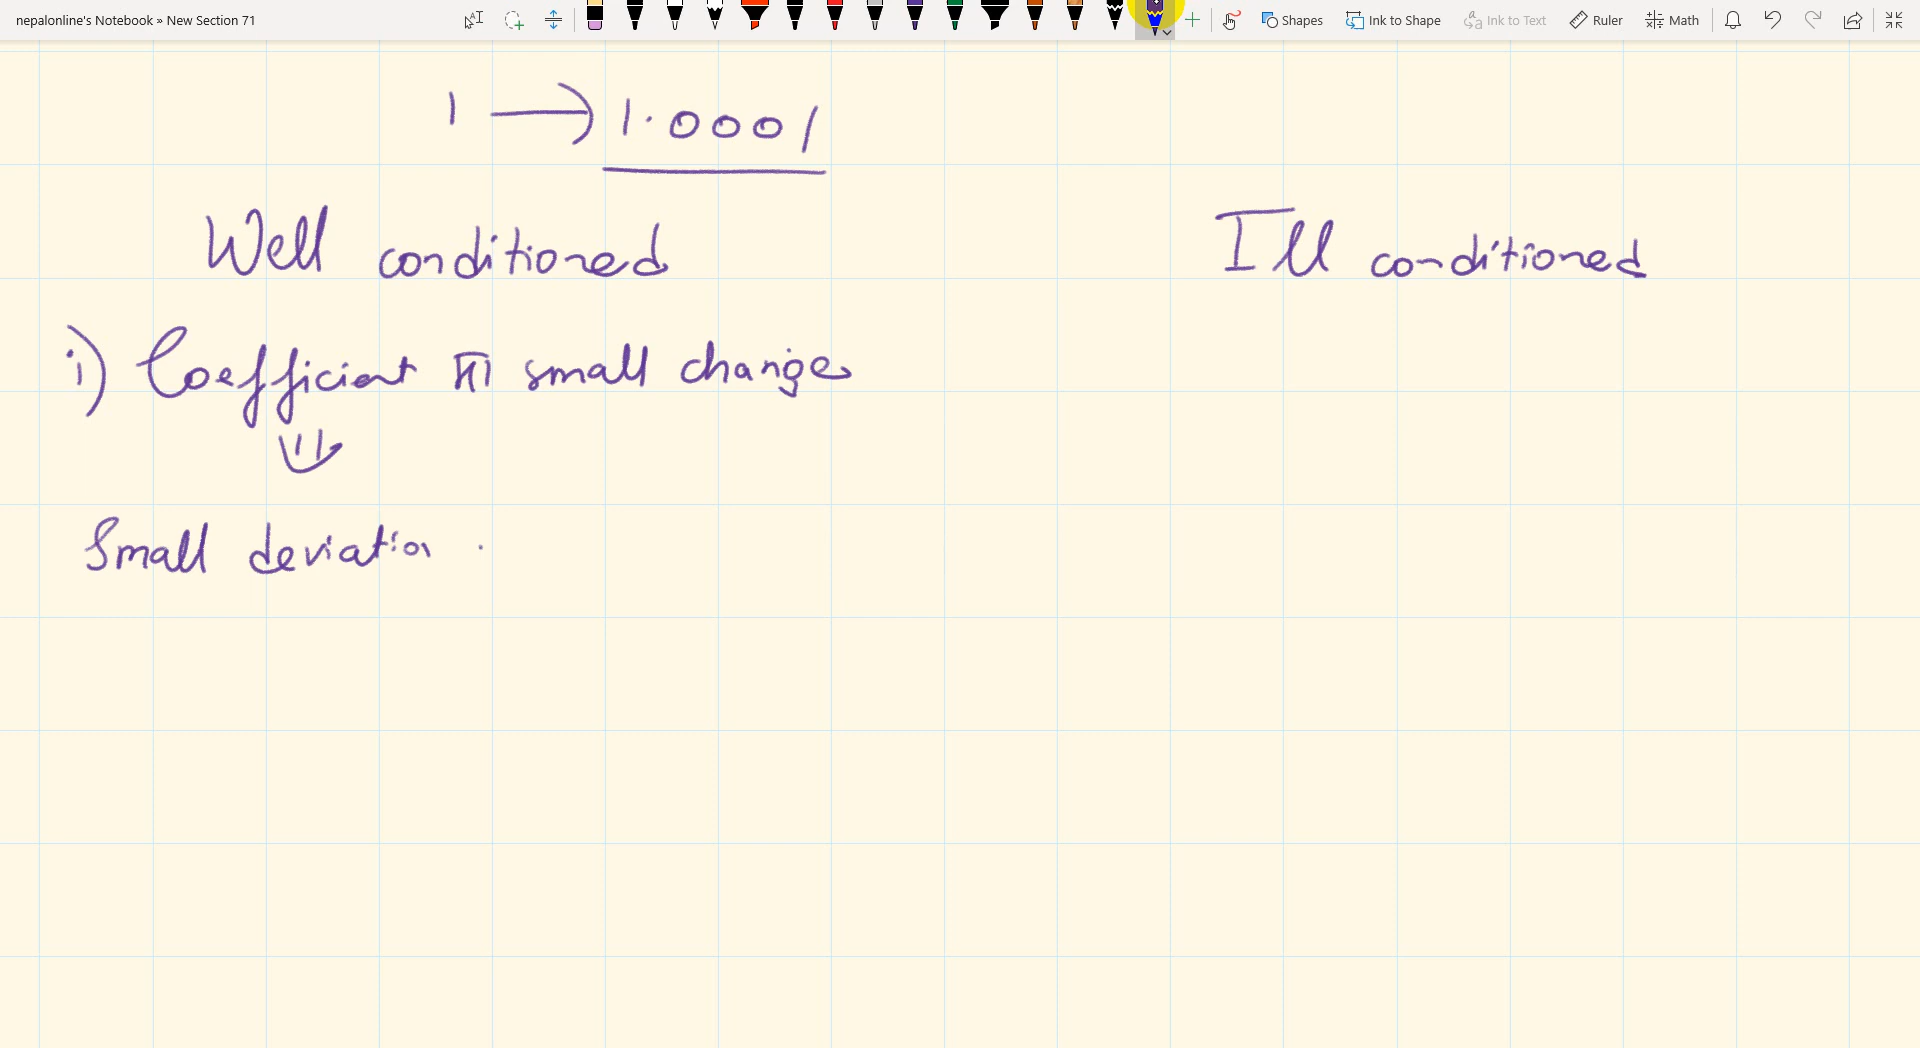 nepalonline's Notebook » New Section 71
Shapes Ink to Shape Ink to Text Ruler Math
1 → 1.0001
Well conditioned Ill conditioned
i) Coefficient मा small change
⇓
Small deviation .